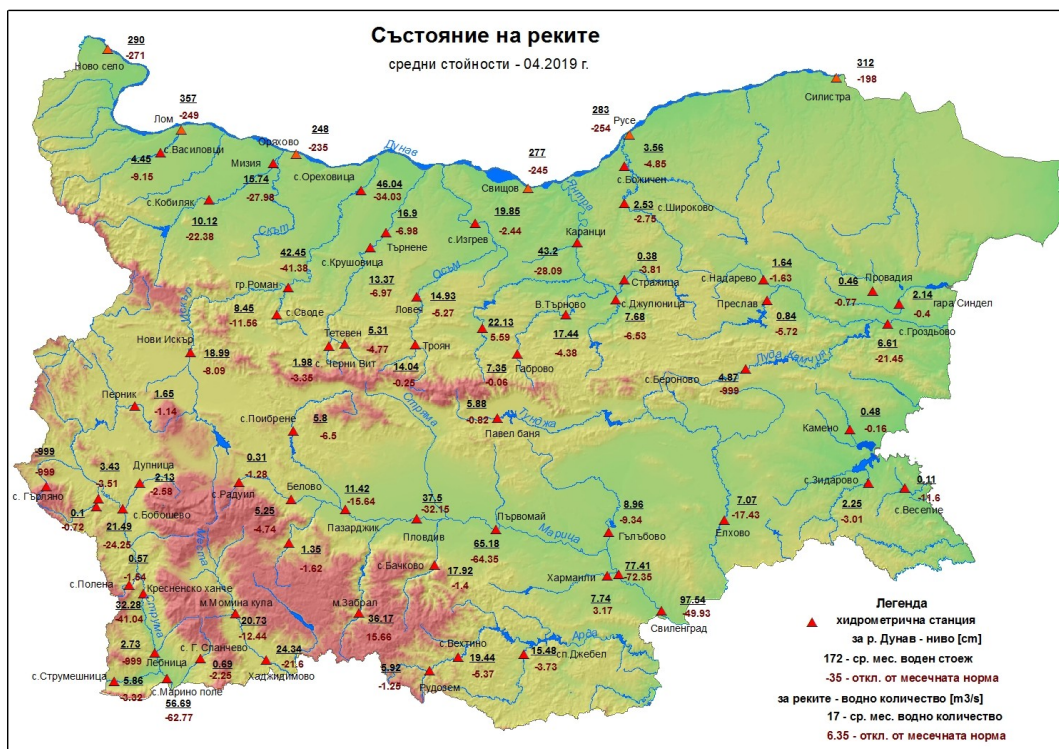 Състояние на реките
средни стойности - 04.2019 г.
290
-271
Ново село
312
-198
Силистра
357
-249
Лом
283
-254
Русе
248
-235
Оряхово
277
-245
Свищов
Дунав
с.Василовци
4.45
-9.15
Мизия
15.74
-27.98
с.Ореховица
46.04
-34.03
3.56
-4.85
с.Божичен
Янтра
с.Кобиляк
10.12
-22.38
Скът
16.9
-6.98
Търнене
19.85
-2.44
с.Изгрев
2.53
-2.75
с.Широково
Каранци
43.2
-28.09
42.45
-41.38
с.Крушовица
гр.Роман
13.37
-6.97
Осъм
0.38
-3.81
Стражица
1.64
-1.63
с.Надарево
0.46
-0.77
Провадия
8.45
-11.56
с.Своде
Ловеч
14.93
-5.27
В.Търново
17.44
-4.38
с.Джулюница
7.68
-6.53
Преслав
0.84
-5.72
2.14
-0.4
гара Синдел
с.Гроздьово
6.61
-21.45
Искър
Нови Искър
18.99
-8.09
Тетевен
5.31
-4.77
1.98
-3.35
с. Черни Вит
Троян
14.04
-0.25
22.13
5.59
7.35
-0.06
Габрово
Луда Камчия
с.Бероново
4.87
-999
Перник
1.65
-1.14
с.Поибрене
5.8
-6.5
Стряма
5.88
-0.82
Павел баня
Тунджа
0.48
-0.16
Камено
-999
-999
с. Гърляно
3.43
-3.51
Дупница
2.13
-2.58
0.31
-1.28
с.Радуил
Белово
11.42
-15.64
Пазарджик
37.5
-32.15
Пловдив
Първомай
65.18
-64.35
Марица
8.96
-9.34
Гълъбово
7.07
-17.43
Елхово
с.Зидарово
2.25
-3.01
0.11
-11.6
с.Веселие
0.1
-0.72
с.Бобошево
21.49
-24.25
5.25
-4.74
1.35
-1.62
Места
0.57
-1.54
с.Полена
Кресненско ханче
32.28
-41.04
Струма
с.Бачково
17.92
-1.4
Харманли
77.41
-72.35
7.74
3.17
97.54
-49.93
Свиленград
м.Момина кула
20.73
-12.44
м.Забрал
36.17
15.66
2.73
-999
Лебница
с. Г. Спанчево
0.69
-2.25
24.34
-21.6
Хаджидимово
с.Струмешница
5.86
-3.32
с.Марино поле
56.69
-62.77
5.92
-1.25
Рудозем
с.Вехтино
19.44
-5.37
15.48
-3.73
сп.Джебел
Арда
Легенда
хидрометрична станция
за р. Дунав - ниво [cm]
172 - ср. мес. воден стоеж
-35 - откл. от месечната норма
за реките - водно количество [m3/s]
17 - ср. мес. водно количество
6.35 - откл. от месечната норма